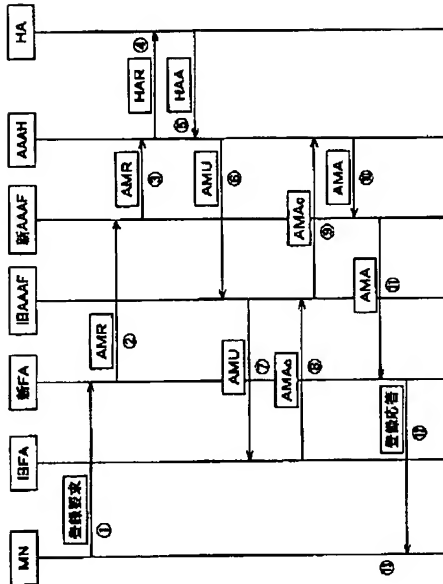 MN
旧FA
新FA
旧AAAF
新AAAF
AAAH
HA
登録要求
①
AMR
②
AMR
③
HAR
④
HAA
⑤
AMU
⑥
AMU
⑦
AMAc
⑧
AMAc
⑨
AMA
⑩
AMA
⑪
登録応答
⑫
⑬